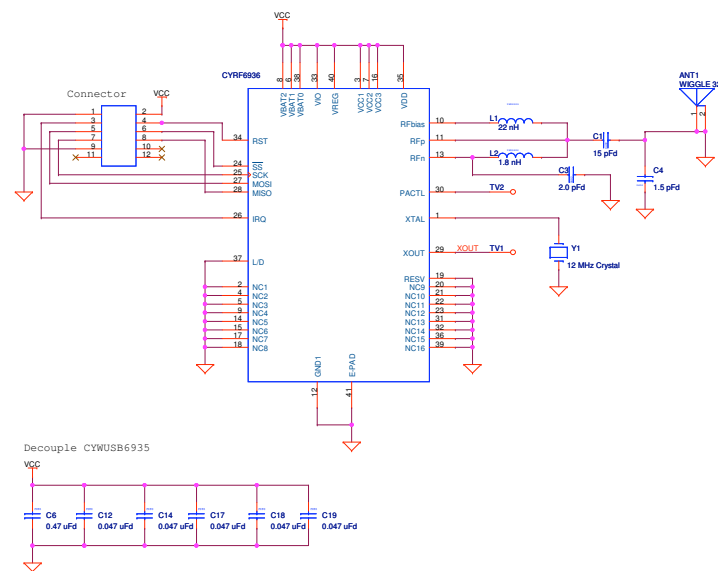 VCC
CYRF6936
ANT1
WIGGLE 3
Connector
VCC
8 6 38 33 40 3 7 16 35
VBAT2 VBAT1 VBAT0 VIO VREG VCC1 VCC2 VCC3 VDD
1 2
3 4
5 6
7 8
9 10
11 12
34 RST
24 SS
25 SCK
27 MOSI
28 MISO
26 IRQ
37 L/D
2 NC1
4 NC2
5 NC3
9 NC4
14 NC5
15 NC6
17 NC7
18 NC8
RFbias 10
RFp 11
RFn 13
PACTL 30
XTAL 1
XOUT 29
RESV 19
NC9 20
NC10 21
NC11 22
NC12 23
NC13 31
NC14 32
NC15 36
NC16 39
L1
22 nH
L2
1.8 nH
C1
15 pFd
C3
2.0 pFd
C4
1.5 pFd
1 2
TV2
XOUT TV1
Y1
12 MHz Crystal
GND1 E-PAD
12 41
Decouple CYWUSB6935
VCC
C6 C12 C14 C17 C18 C19
0.47 uFd 0.047 uFd 0.047 uFd 0.047 uFd 0.047 uFd 0.047 uFd